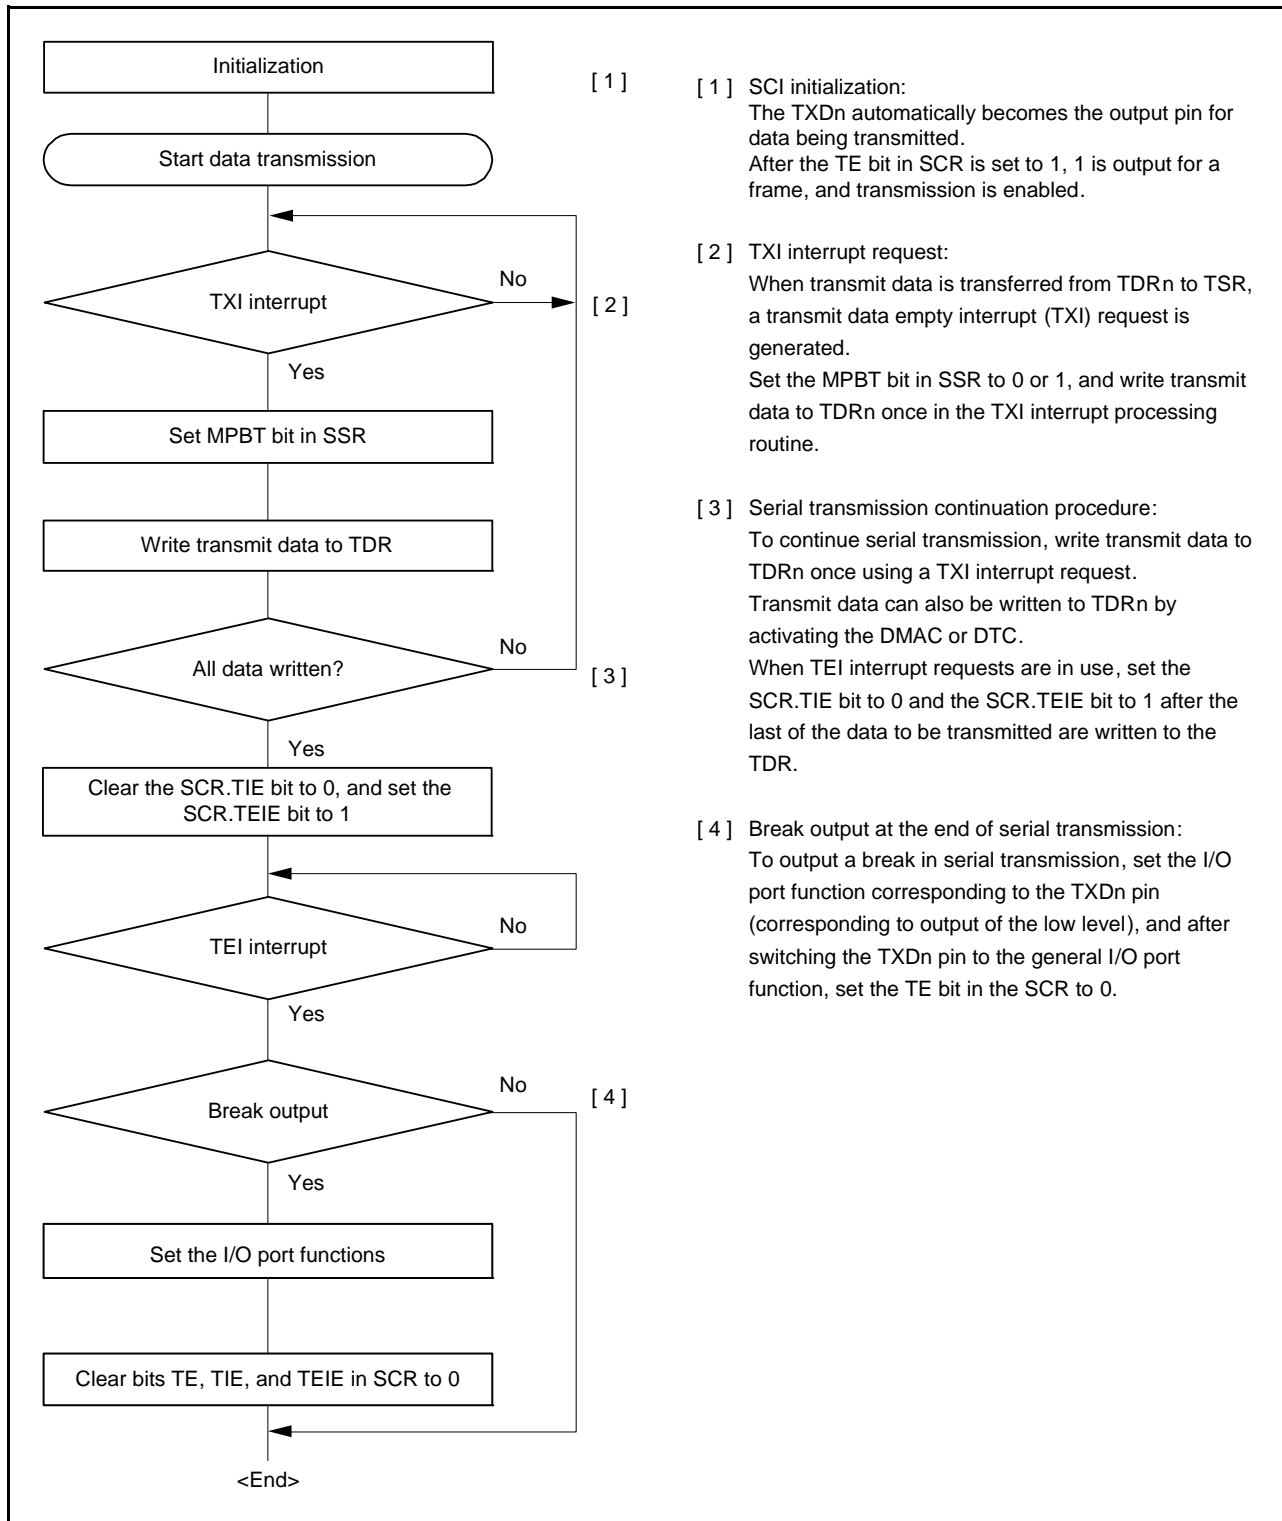 Initialization
[ 1 ]
Start data transmission
TXI interrupt
No
[ 2 ]
Yes
Set MPBT bit in SSR
Write transmit data to TDR
All data written?
No
[ 3 ]
Yes
Clear the SCR.TIE bit to 0, and set the
SCR.TEIE bit to 1
TEI interrupt
No
Yes
Break output
No
[ 4 ]
Yes
Set the I/O port functions
Clear bits TE, TIE, and TEIE in SCR to 0
<End>
[ 1 ] SCI initialization:
The TXDn automatically becomes the output pin for
data being transmitted.
After the TE bit in SCR is set to 1, 1 is output for a
frame, and transmission is enabled.
[ 2 ] TXI interrupt request:
When transmit data is transferred from TDRn to TSR,
a transmit data empty interrupt (TXI) request is
generated.
Set the MPBT bit in SSR to 0 or 1, and write transmit
data to TDRn once in the TXI interrupt processing
routine.
[ 3 ] Serial transmission continuation procedure:
To continue serial transmission, write transmit data to
TDRn once using a TXI interrupt request.
Transmit data can also be written to TDRn by
activating the DMAC or DTC.
When TEI interrupt requests are in use, set the
SCR.TIE bit to 0 and the SCR.TEIE bit to 1 after the
last of the data to be transmitted are written to the
TDR.
[ 4 ] Break output at the end of serial transmission:
To output a break in serial transmission, set the I/O
port function corresponding to the TXDn pin
(corresponding to output of the low level), and after
switching the TXDn pin to the general I/O port
function, set the TE bit in the SCR to 0.